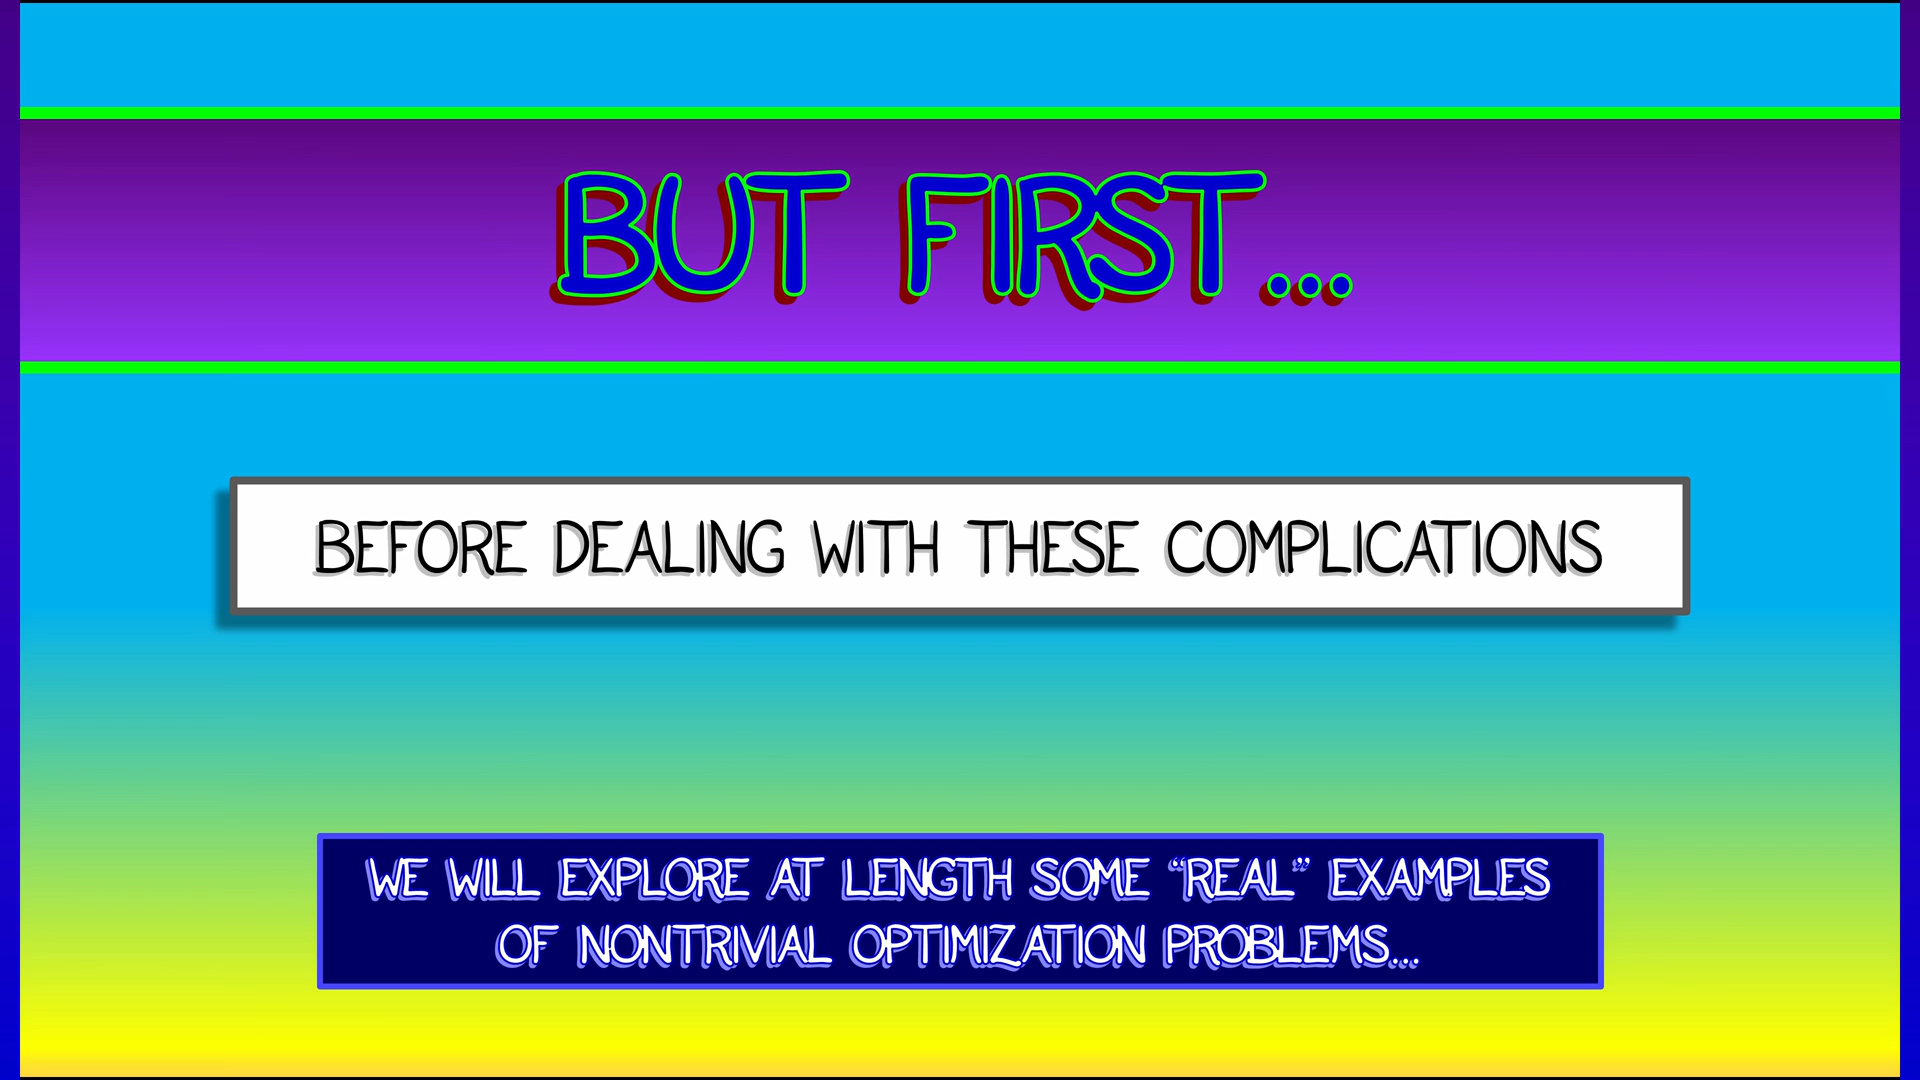 BUT FIRST...
BEFORE DEALING WITH THESE COMPLICATIONS
WE WILL EXPLORE AT LENGTH SOME “REAL” EXAMPLES
OF NONTRIVIAL OPTIMIZATION PROBLEMS...